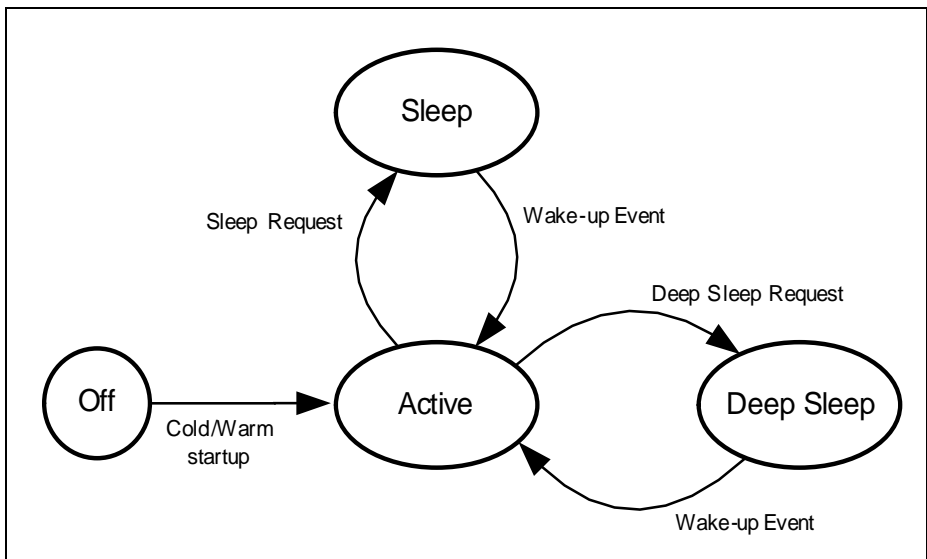 Sleep
Sleep Request
Wake-up Event
Deep Sleep Request
Off
Cold/Warm
startup
Active
Deep Sleep
Wake-up Event